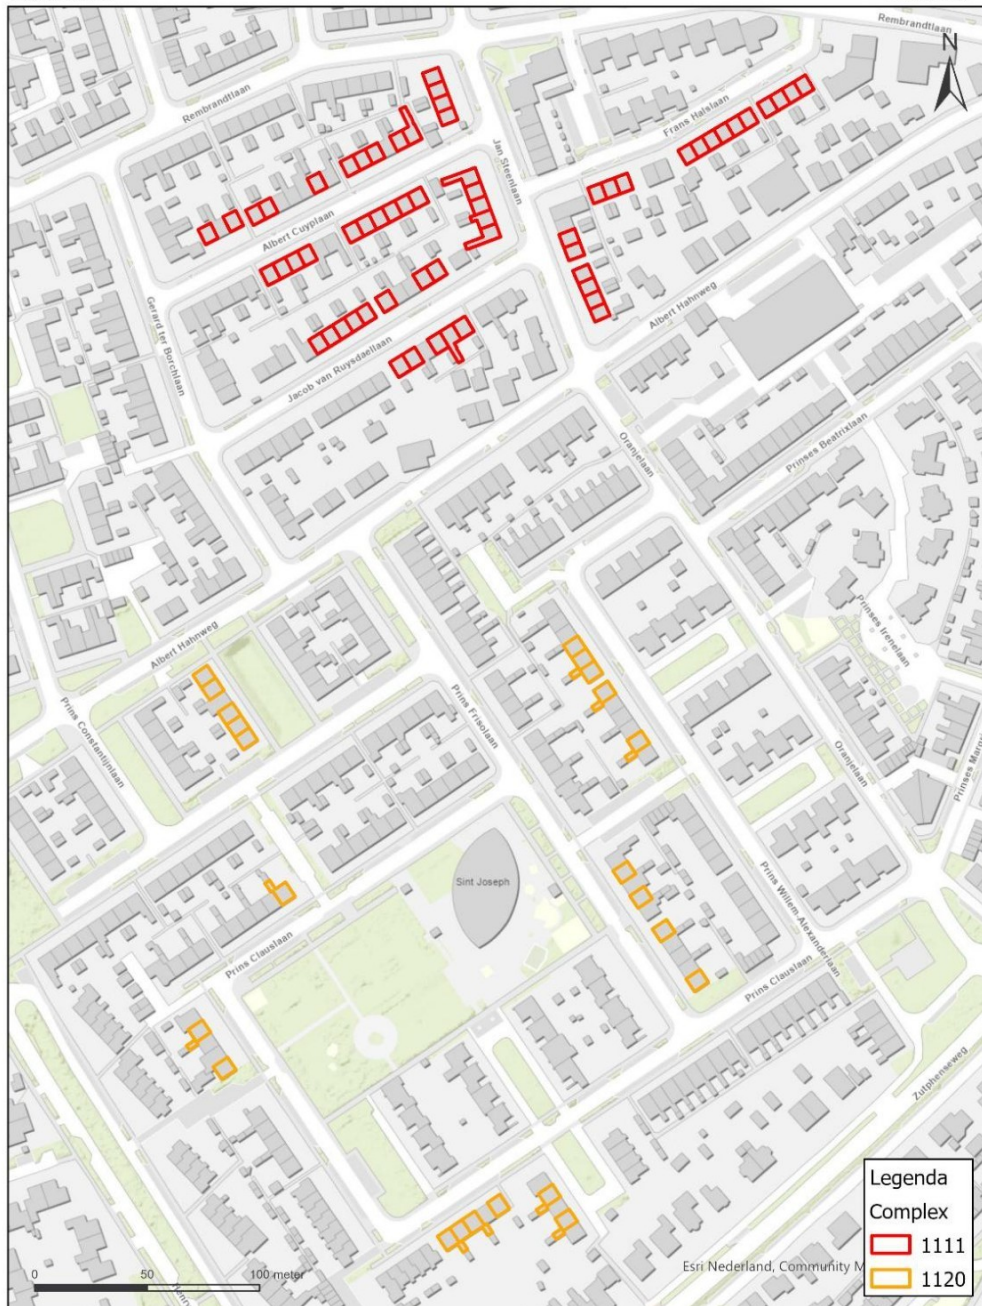 Rembrandtlaan
N
Rembrandtlaan
Frans Halslaan
Jan Steenlaan
Albert Cuyplaan
Albert Hahnweg
Gerard ter Borchlaan
Jacob van Ruysdaellaan
Oranjelaan
Prinses Beatrixlaan
Prinses Irenelaan
Albert Hahnweg
Prins Constantijnlaan
Prins Frisolaan
Oranjelaan
Sint Joseph
Prins Willem-Alexanderlaan
Prins Clauslaan
Prins Clauslaan
Zutphenseweg
Legenda
Complex
1111
1120
0 50 100 meter
Esri Nederland, Community